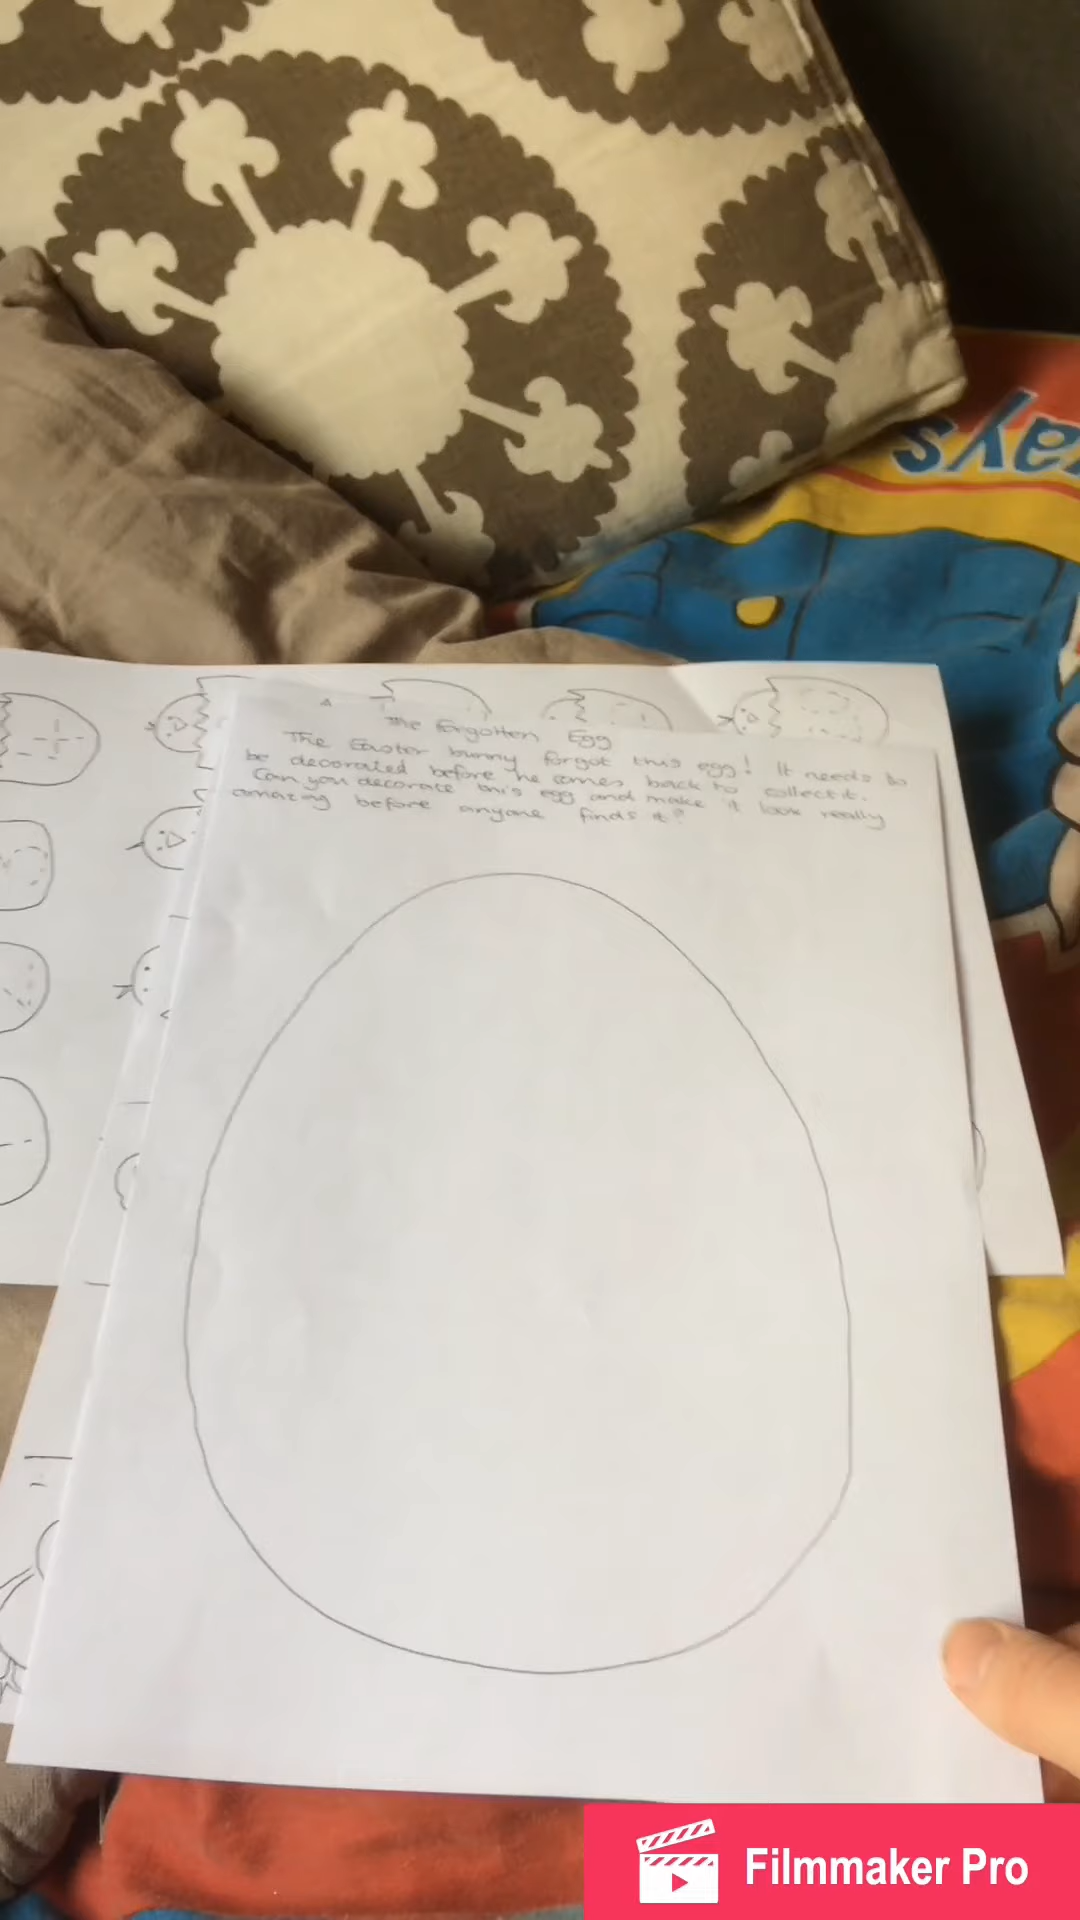 ays
The Forgotten Egg
The Easter bunny forgot this egg! It needs to
be decorated before he comes back to collect it.
Can you decorate this egg and make it look really
amazing before anyone finds it?
Filmmaker Pro